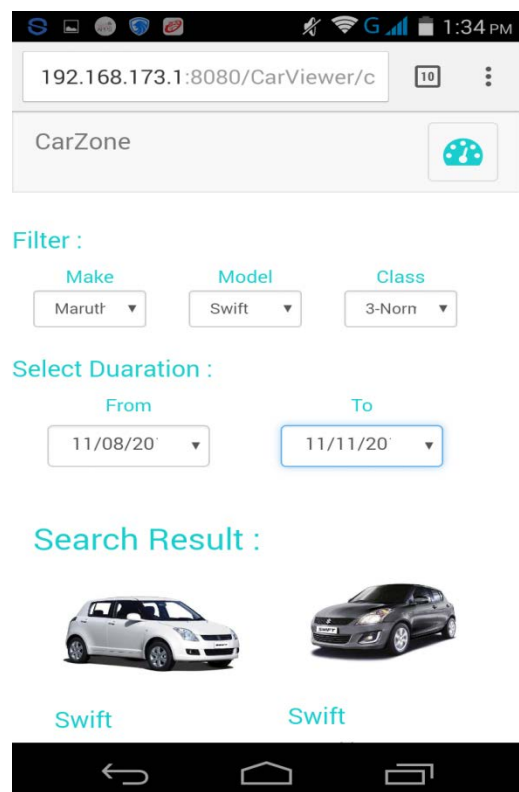 G 1:34 PM
192.168.173.1:8080/CarViewer/c
10
CarZone
Filter :
Make Model Class
Maruth Swift 3-Norn
Select Duaration :
From To
11/08/20 11/11/20
Search Result :
SWIFT
Swift Swift